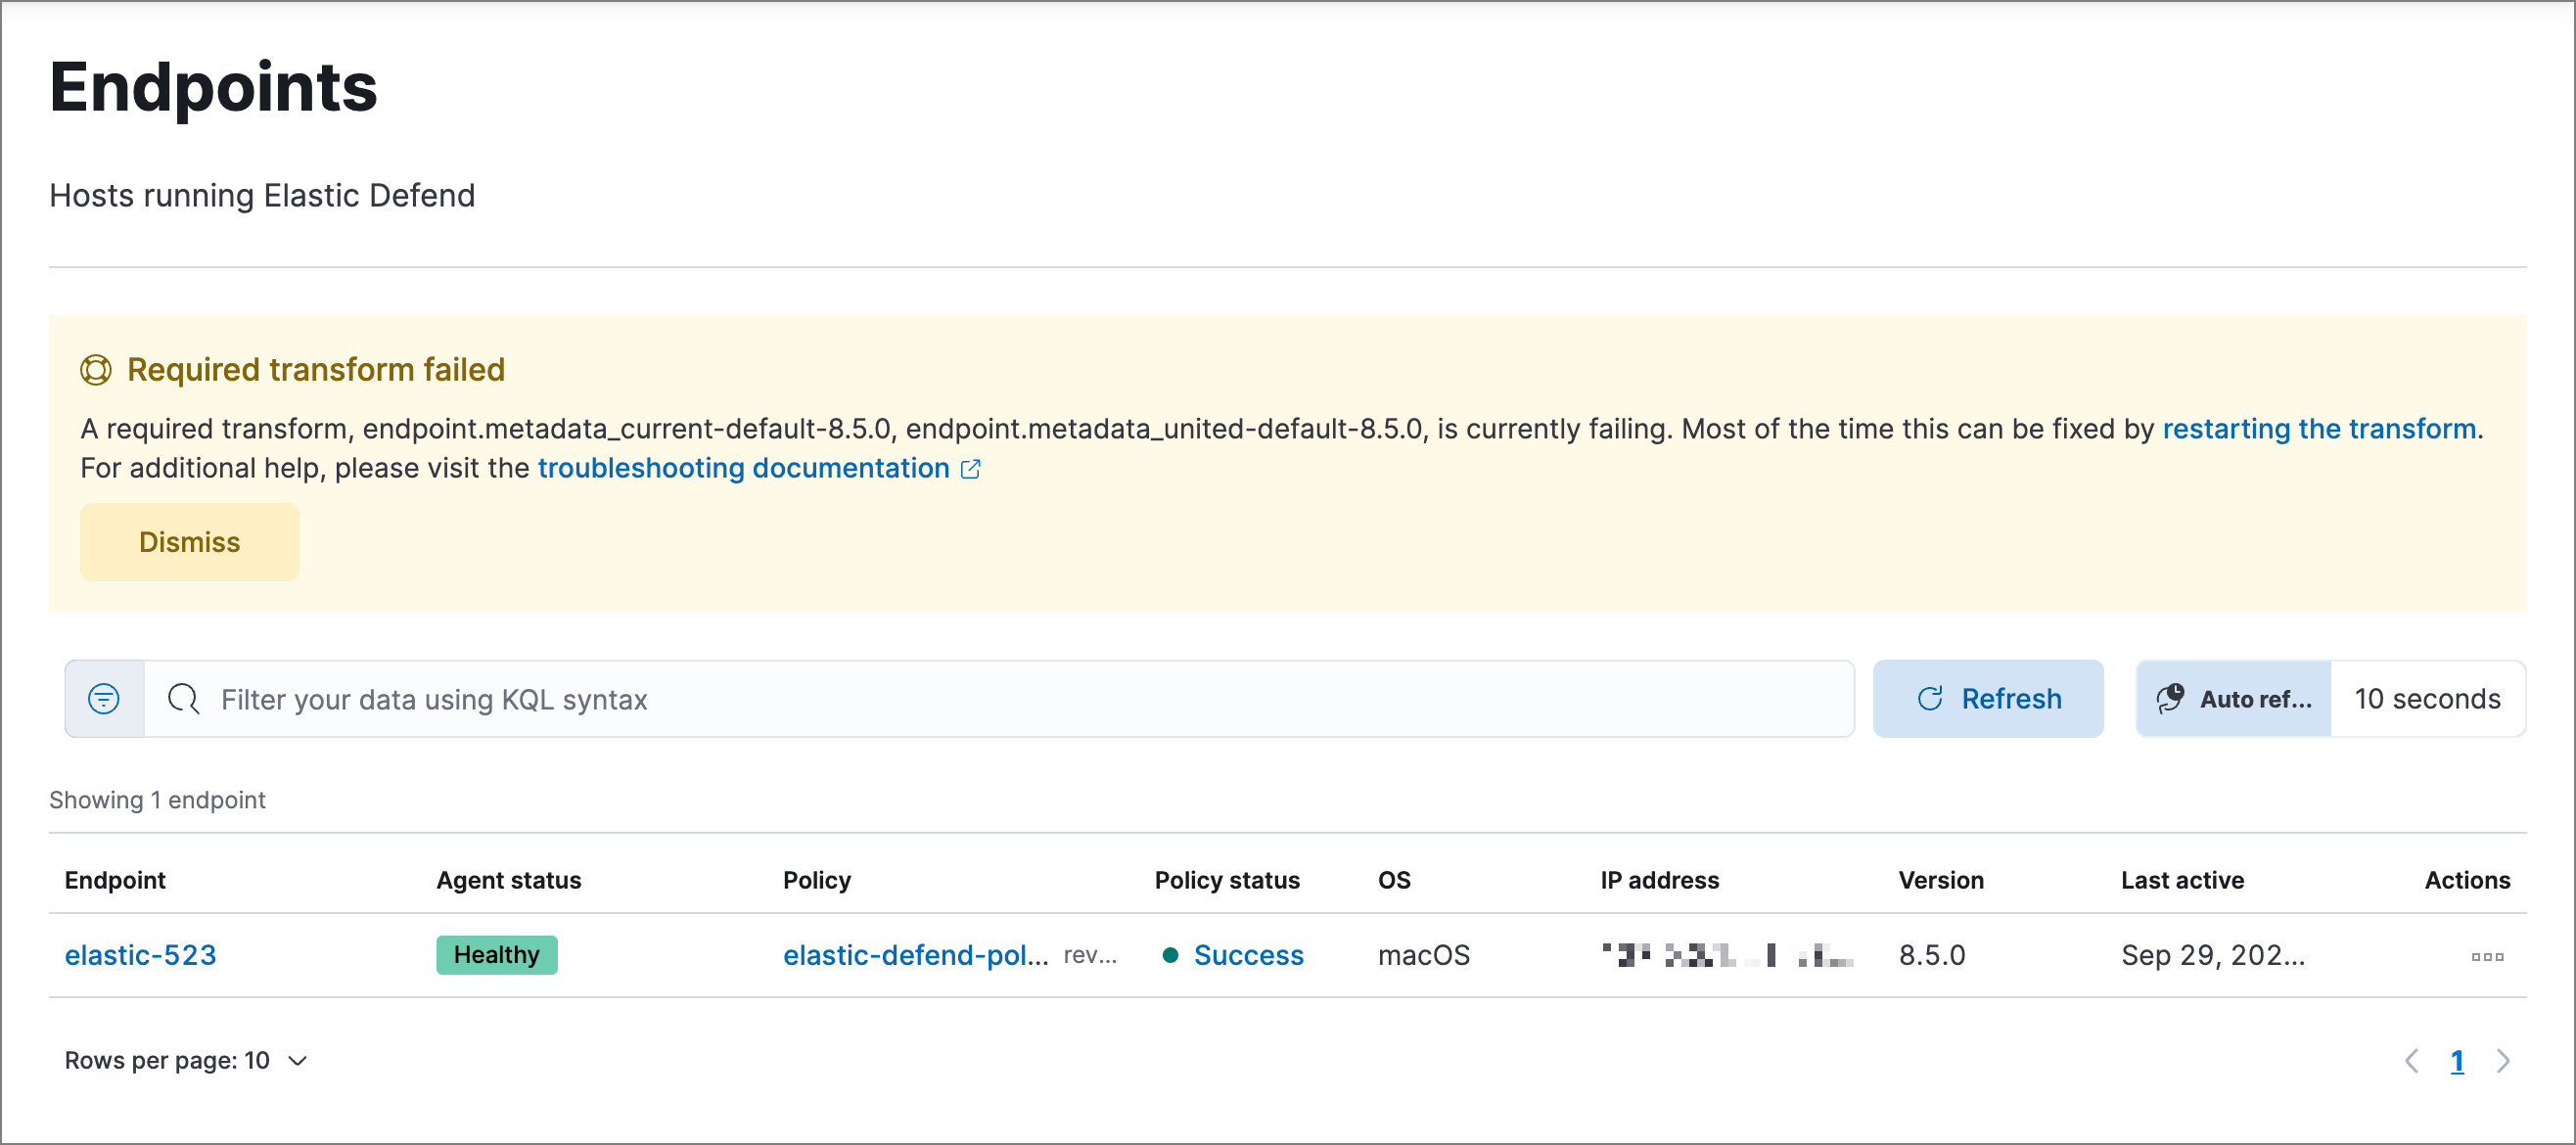 Endpoints
Hosts running Elastic Defend
Required transform failed
A required transform, endpoint.metadata_current-default-8.5.0, endpoint.metadata_united-default-8.5.0, is currently failing. Most of the time this can be fixed by restarting the transform.
For additional help, please visit the troubleshooting documentation
Dismiss
Filter your data using KQL syntax Refresh Auto ref... 10 seconds
Showing 1 endpoint
Endpoint Agent status Policy Policy status OS IP address Version Last active Actions
elastic-523 Healthy elastic-defend-pol... rev... Success macOS 8.5.0 Sep 29, 202...
Rows per page: 10 1